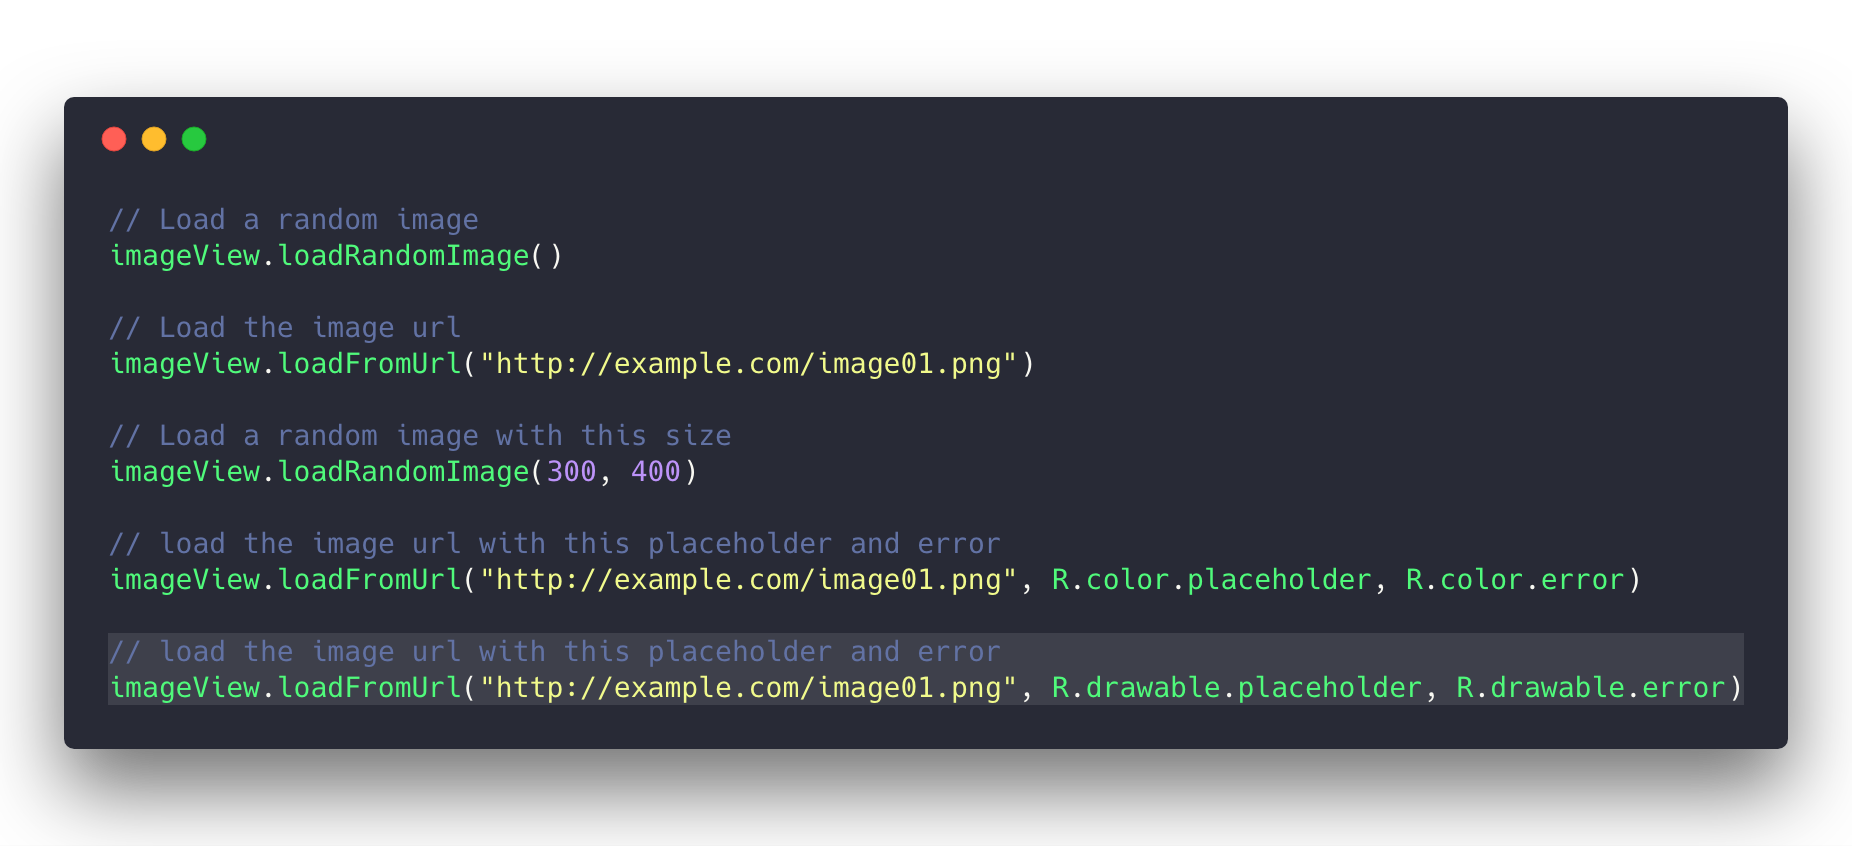 // Load a random image
imageView.loadRandomImage()
// Load the image url
imageView.loadFromUrl("http://example.com/image01.png")
// Load a random image with this size
imageView.loadRandomImage(300, 400)
// load the image url with this placeholder and error
imageView.loadFromUrl("http://example.com/image01.png", R.color.placeholder, R.color.error)
// load the image url with this placeholder and error
imageView.loadFromUrl("http://example.com/image01.png", R.drawable.placeholder, R.drawable.error)